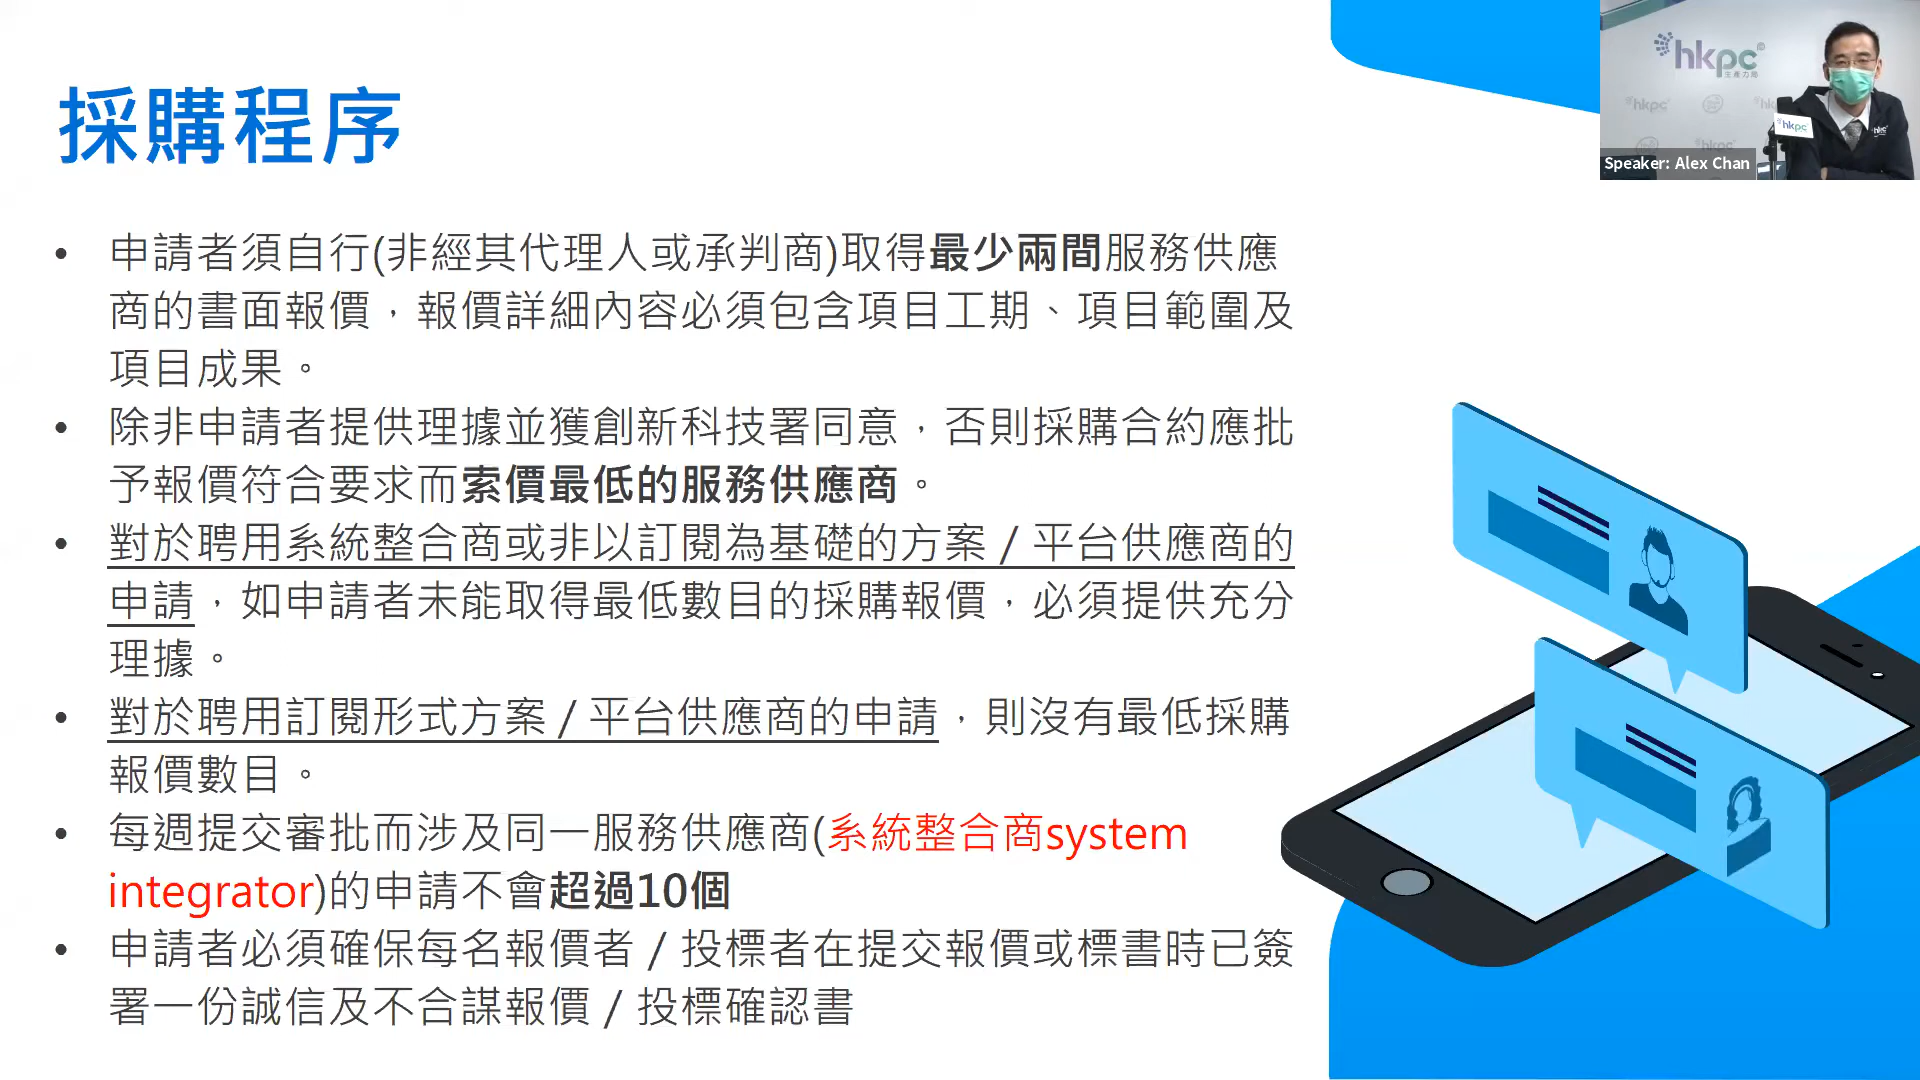 採購程序
• 申請者須自行(非經其代理人或承判商)取得最少兩間服務供應
商的書面報價，報價詳細內容必須包含項目工期、項目範圍及
項目成果。
• 除非申請者提供理據並獲創新科技署同意，否則採購合約應批
予報價符合要求而索價最低的服務供應商。
• 對於聘用系統整合商或非以訂閱為基礎的方案 / 平台供應商的
申請，如申請者未能取得最低數目的採購報價，必須提供充分
理據。
• 對於聘用訂閱形式方案 / 平台供應商的申請，則沒有最低採購
報價數目。
• 每週提交審批而涉及同一服務供應商(系統整合商system
integrator)的申請不會超過10個
• 申請者必須確保每名報價者 / 投標者在提交報價或標書時已簽
署一份誠信及不合謀報價 / 投標確認書
hkpc
生產力局
hkpc
hkpc
hkpc
Speaker: Alex Chan